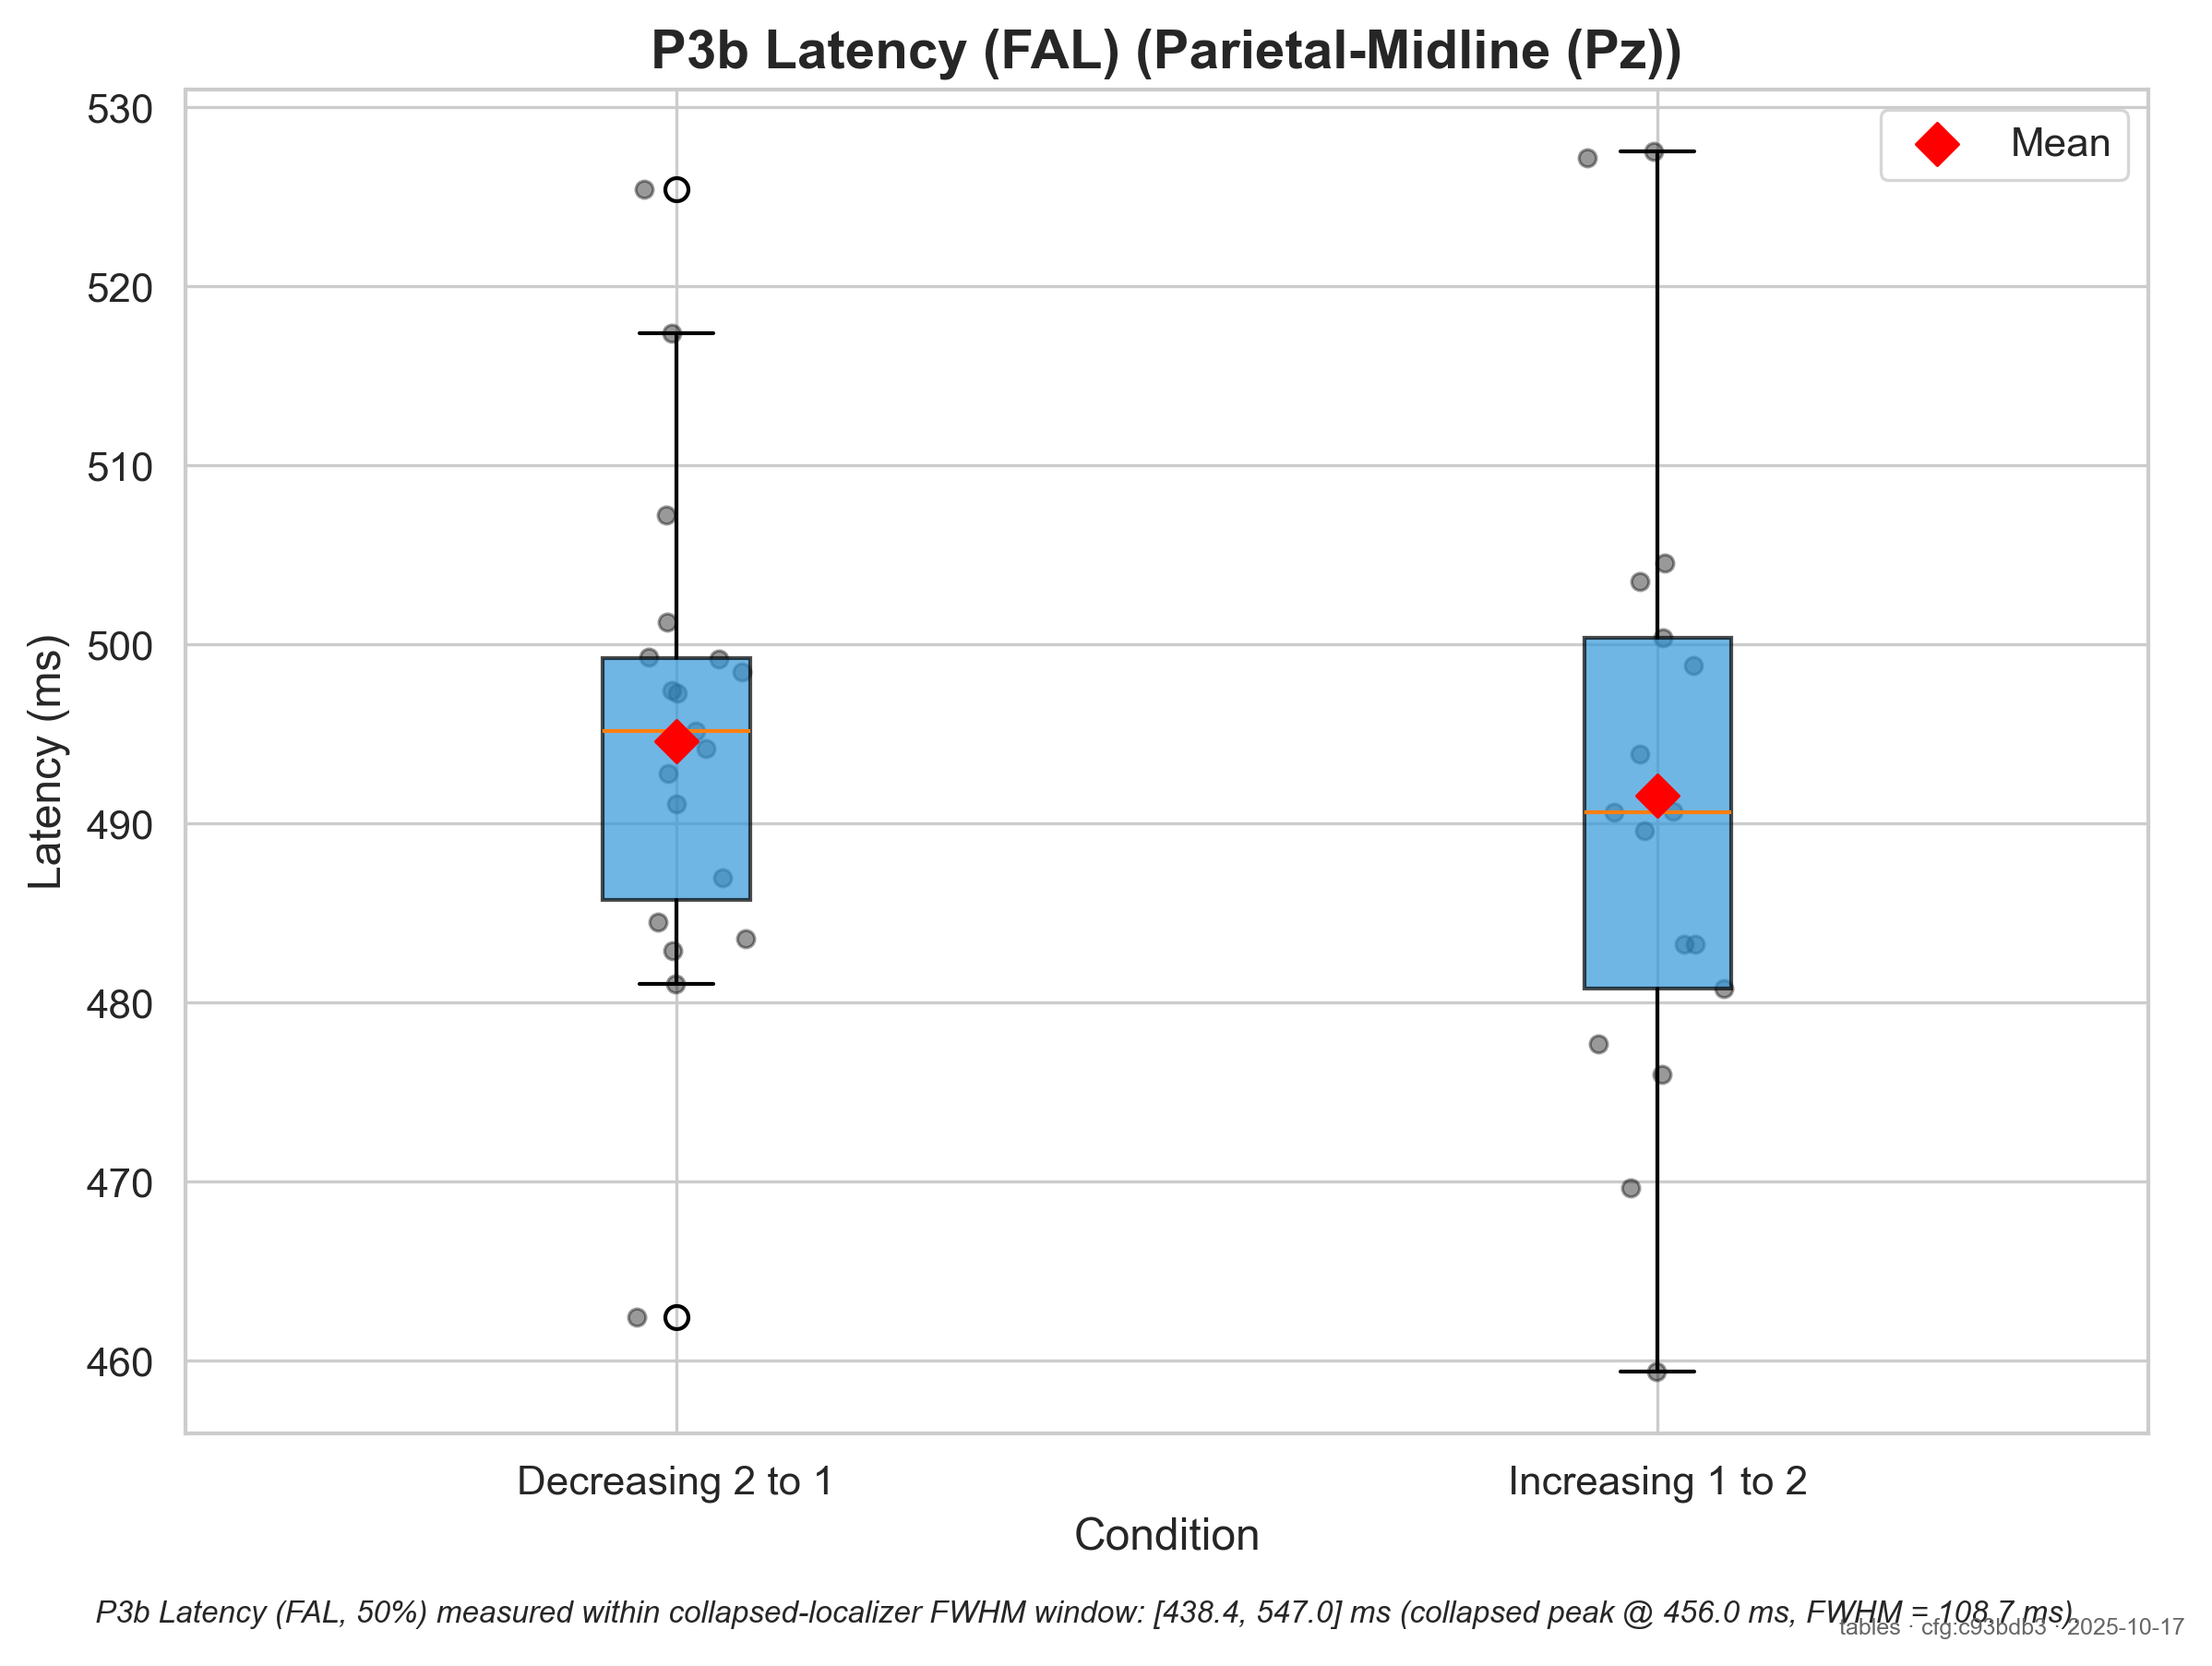 P3b Latency (FAL) (Parietal-Midline (Pz))
530
520
510
500
490
480
470
460
Latency (ms)
Mean
Decreasing 2 to 1
Increasing 1 to 2
Condition
P3b Latency (FAL, 50%) measured within collapsed-localizer FWHM window: [438.4, 547.0] ms (collapsed peak @ 456.0 ms, FWHM = 108.7 ms).
tables · cfg:c93bdb3 · 2025-10-17